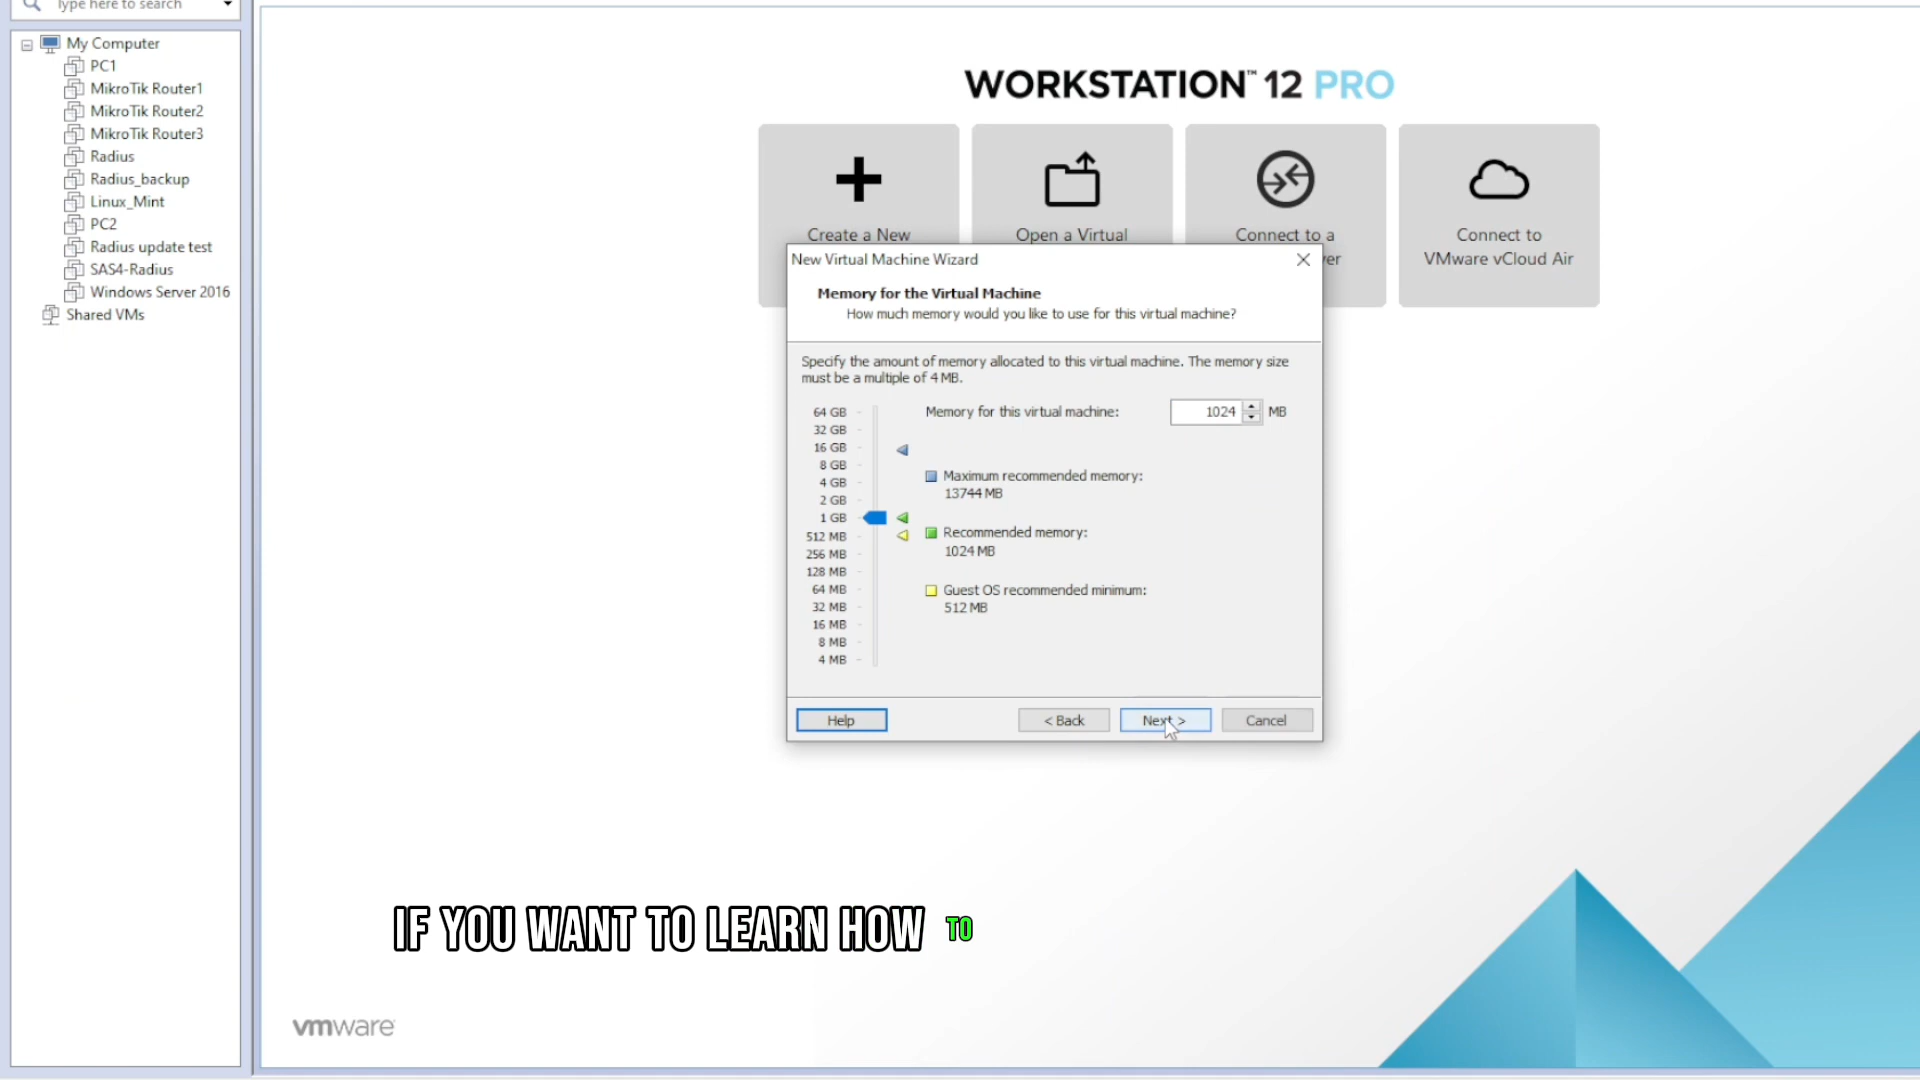 Type here to search
My Computer
PC1
MikroTik Router1
MikroTik Router2
MikroTik Router3
Radius
Radius_backup
Linux_Mint
PC2
Radius update test
SAS4-Radius
Windows Server 2016
Shared VMs
WORKSTATION™ 12 PRO
Create a New
Open a Virtual
Connect to a
ver
Connect to
VMware vCloud Air
New Virtual Machine Wizard
Memory for the Virtual Machine
How much memory would you like to use for this virtual machine?
Specify the amount of memory allocated to this virtual machine. The memory size
must be a multiple of 4 MB.
Memory for this virtual machine: 1024 MB
64 GB
32 GB
16 GB
8 GB
4 GB
2 GB
1 GB
512 MB
256 MB
128 MB
64 MB
32 MB
16 MB
8 MB
4 MB
Maximum recommended memory:
13744 MB
Recommended memory:
1024 MB
Guest OS recommended minimum:
512 MB
Help
< Back
Next >
Cancel
IF YOU WANT TO LEARN HOW TO
vmware